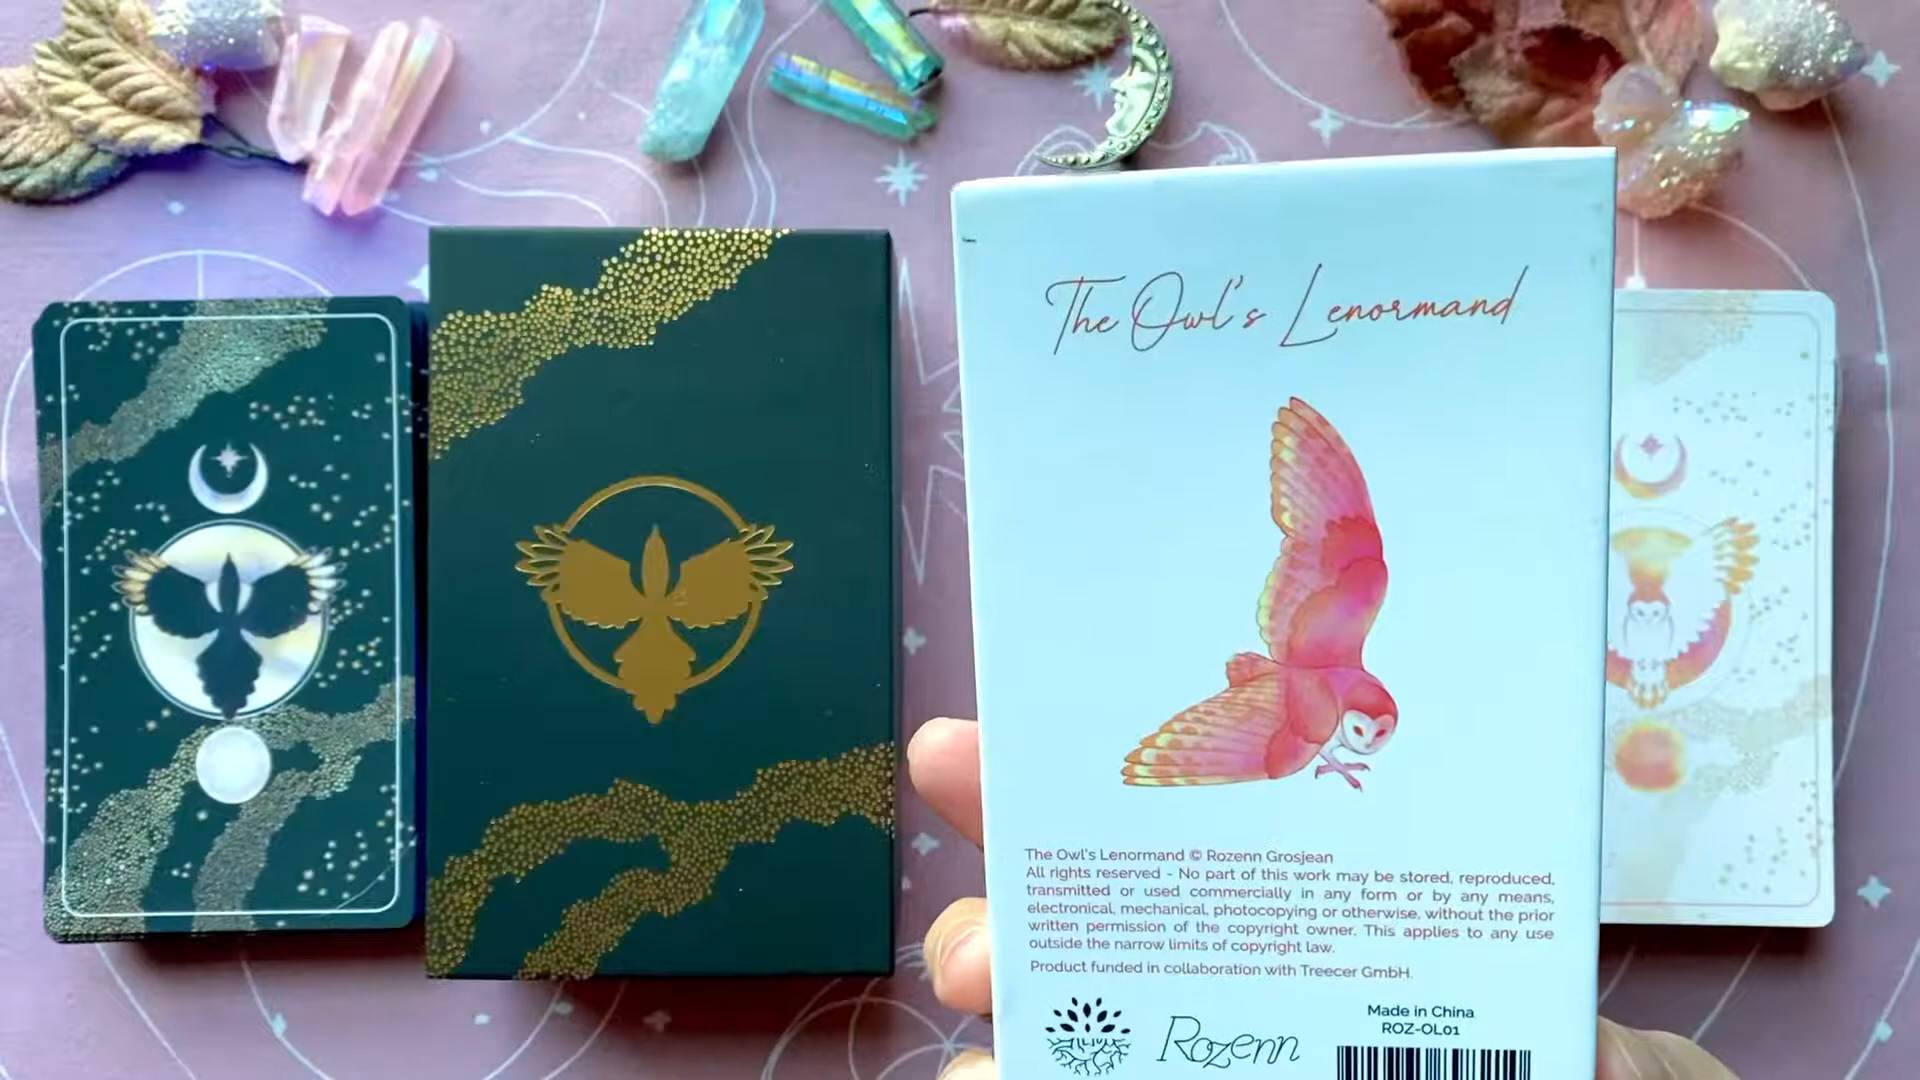 The Owl's Lenormand
The Owl's Lenormand © Rozenn Grosjean
All rights reserved - No part of this work may be stored, reproduced,
transmitted or used commercially in any form or by any means,
electronical, mechanical, photocopying or otherwise, without the prior
written permission of the copyright owner. This applies to any use
outside the narrow limits of copyright law.
Product funded in collaboration with Treecer GmbH.
Rozenn
Made in China
ROZ-OL01